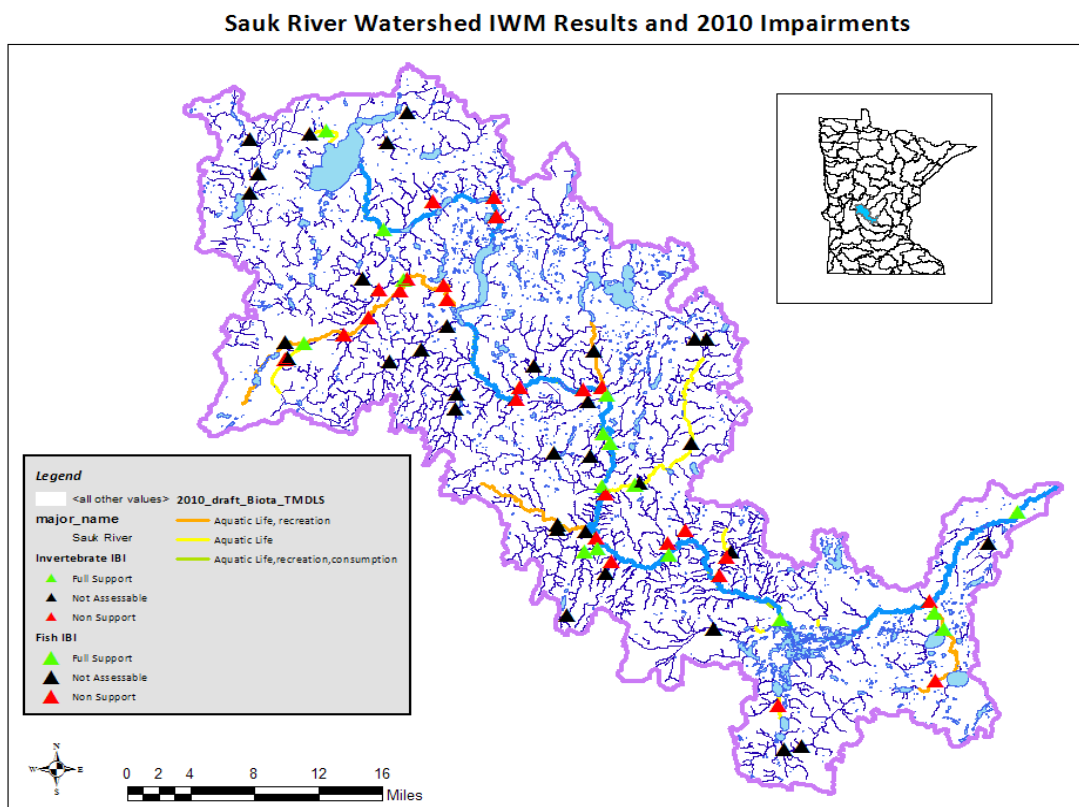 Sauk River Watershed IWM Results and 2010 Impairments
Legend
<all other values> 2010_draft_Biota_TMDLS
major_name
Aquatic Life, recreation
Sauk River
Aquatic Life
Invertebrate IBI
Aquatic Life,recreation,consumption
Full Support
Not Assessable
Non Support
Fish IBI
Full Support
Not Assessable
Non Support
N
W E
S
0 2 4 8 12 16
Miles